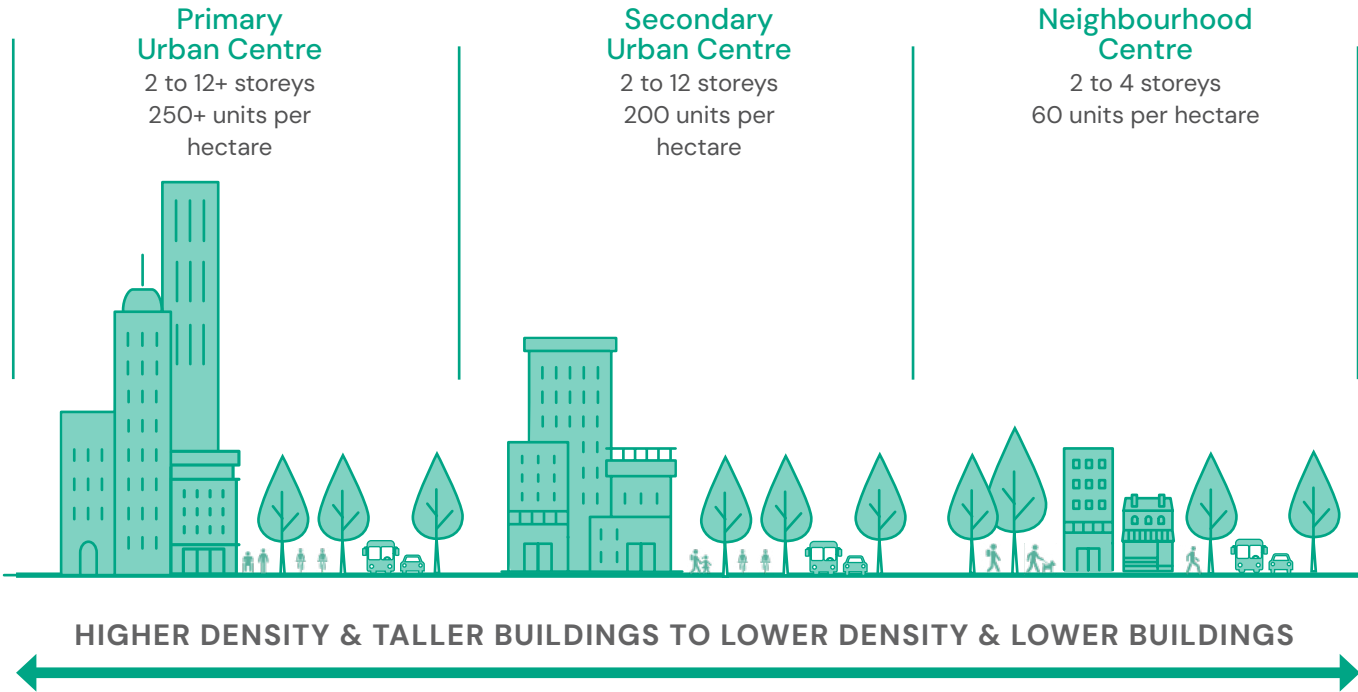 Primary
Urban Centre
2 to 12+ storeys
250+ units per
hectare
Secondary
Urban Centre
2 to 12 storeys
200 units per
hectare
Neighbourhood
Centre
2 to 4 storeys
60 units per hectare
HIGHER DENSITY & TALLER BUILDINGS TO LOWER DENSITY & LOWER BUILDINGS